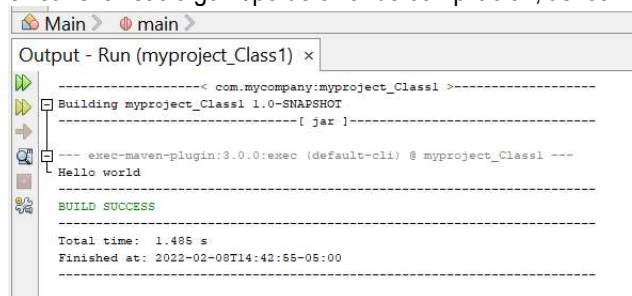 Main main
Output - Run (myproject_Class1) ×
--------------------< com.mycompany:myproject_Class1 >--------------------
Building myproject_Class1 1.0-SNAPSHOT
--------------------------------[ jar ]---------------------------------
--- exec-maven-plugin:3.0.0:exec (default-cli) @ myproject_Class1 ---
Hello world
------------------------------------------------------------------------
BUILD SUCCESS
------------------------------------------------------------------------
Total time: 1.485 s
Finished at: 2022-02-08T14:42:55-05:00
------------------------------------------------------------------------